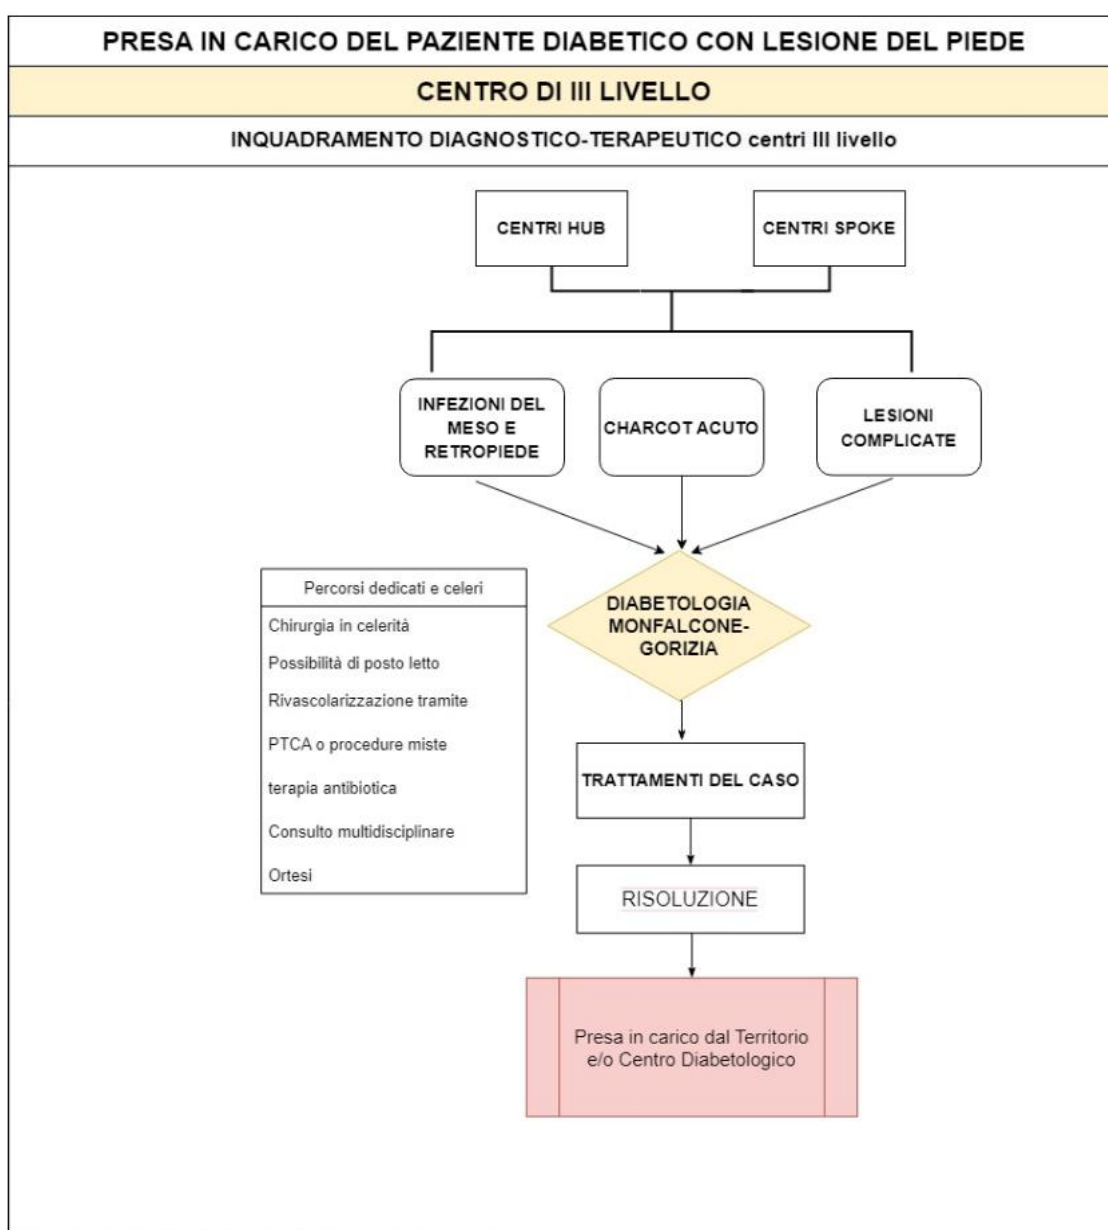 PRESA IN CARICO DEL PAZIENTE DIABETICO CON LESIONE DEL PIEDE
CENTRO DI III LIVELLO
INQUADRAMENTO DIAGNOSTICO-TERAPEUTICO centri III livello
CENTRI HUB
CENTRI SPOKE
INFEZIONI DEL
MESO E
RETROPIEDE
CHARCOT ACUTO
LESIONI
COMPLICATE
DIABETOLOGIA
MONFALCONE-
GORIZIA
Percorsi dedicati e celeri
Chirurgia in celerità
Possibilità di posto letto
Rivascolarizzazione tramite
PTCA o procedure miste
terapia antibiotica
Consulto multidisciplinare
Ortesi
TRATTAMENTI DEL CASO
RISOLUZIONE
Presa in carico dal Territorio
e/o Centro Diabetologico